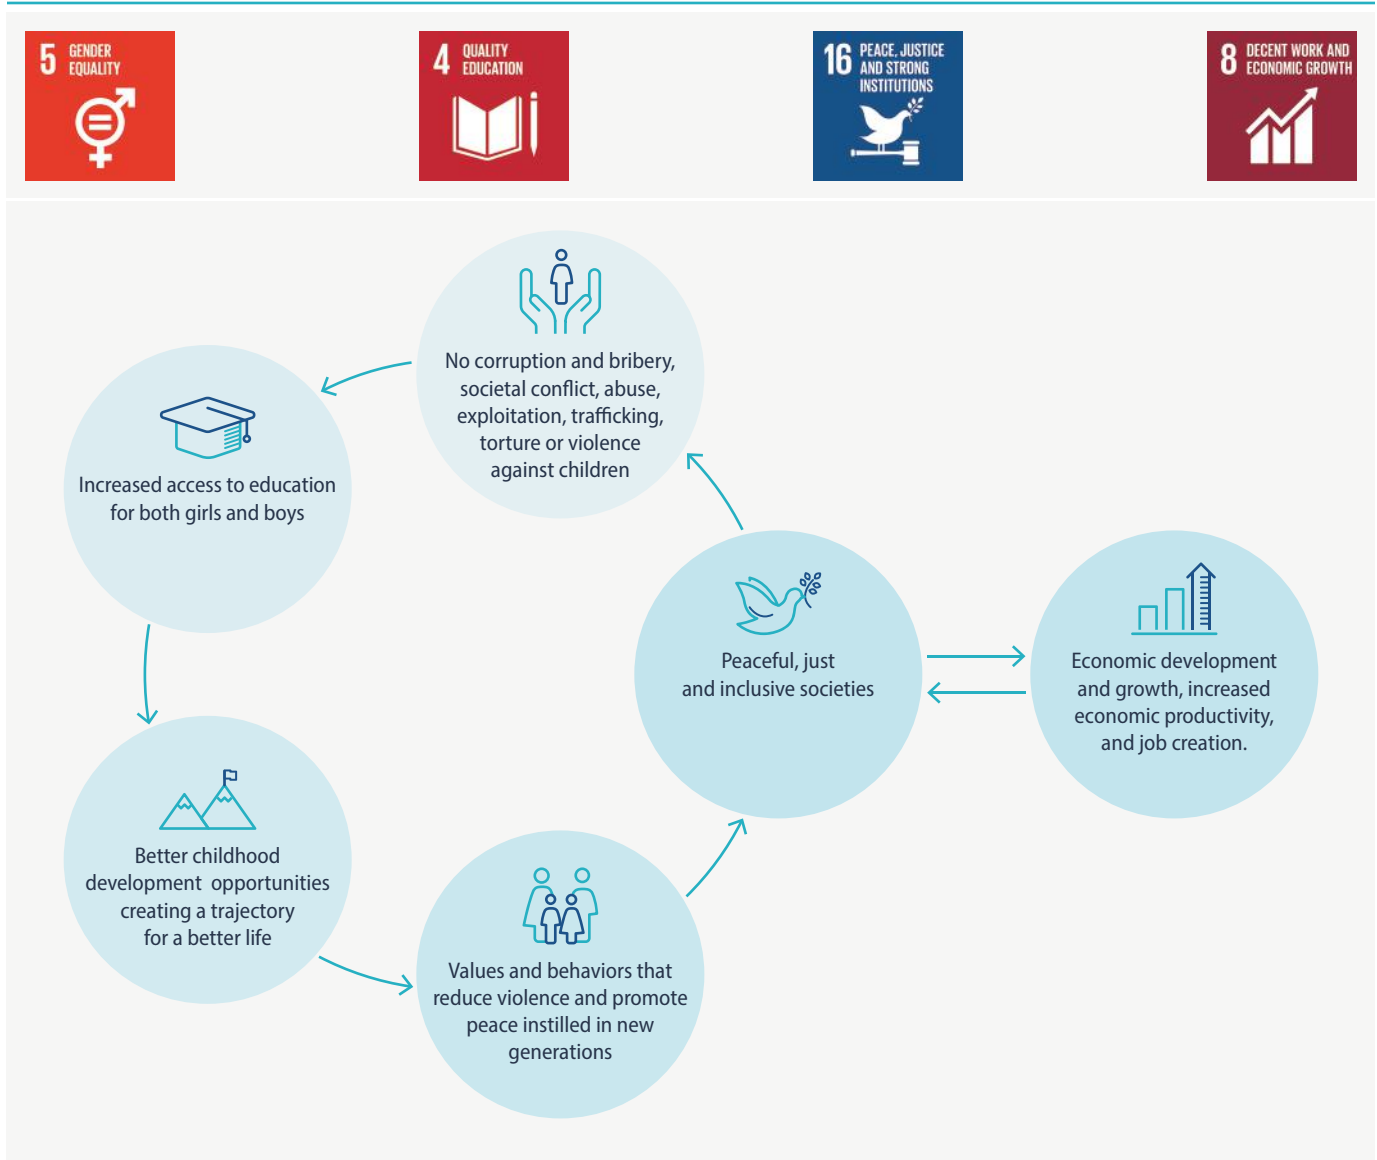 5 GENDER
EQUALITY
4 QUALITY
EDUCATION
16 PEACE, JUSTICE
AND STRONG
INSTITUTIONS
8 DECENT WORK AND
ECONOMIC GROWTH
No corruption and bribery,
societal conflict, abuse,
exploitation, trafficking,
torture or violence
against children
Increased access to education
for both girls and boys
Better childhood
development opportunities
creating a trajectory
for a better life
Values and behaviors that
reduce violence and promote
peace instilled in new
generations
Peaceful, just
and inclusive societies
Economic development
and growth, increased
economic productivity,
and job creation.